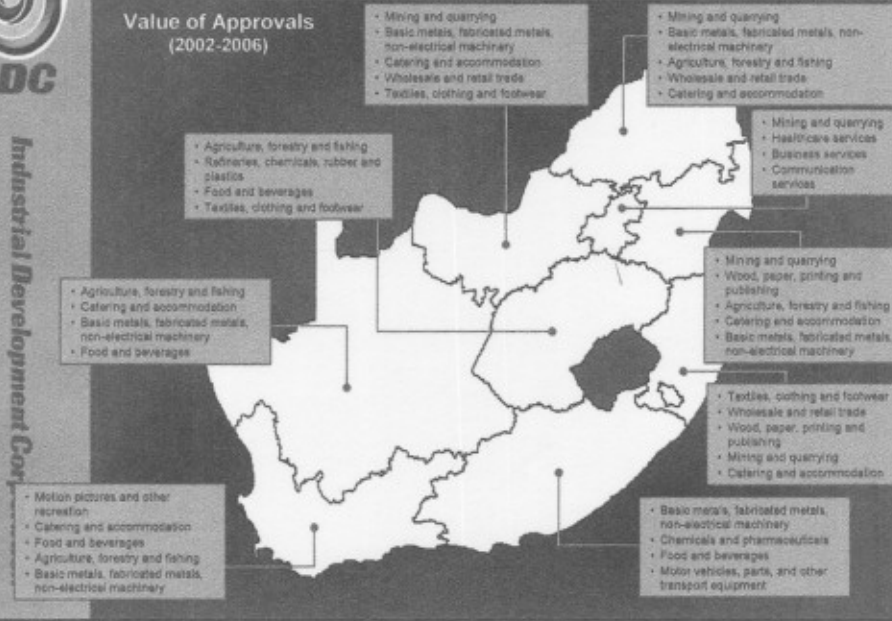 Value of Approvals
(2002-2006)
DC
Industrial Development Cor
• Mining and quarrying
• Basic metals, fabricated metals,
non-electrical machinery
• Catering and accommodation
• Wholesale and retail trade
• Textiles, clothing and footwear
• Mining and quarrying
• Basic metals, fabricated metals, non-
electrical machinery
• Agriculture, forestry and fishing
• Wholesale and retail trade
• Catering and accommodation
• Mining and quarrying
• Healthcare services
• Business services
• Communication
services
• Agriculture, forestry and fishing
• Refineries, chemicals, rubber and
plastics
• Food and beverages
• Textiles, clothing and footwear
• Mining and quarrying
• Wood, paper, printing and
publishing
• Agriculture, forestry and fishing
• Catering and accommodation
• Basic metals, fabricated metals,
non-electrical machinery
• Agriculture, forestry and fishing
• Catering and accommodation
• Basic metals, fabricated metals,
non-electrical machinery
• Food and beverages
• Textiles, clothing and footwear
• Wholesale and retail trade
• Wood, paper, printing and
publishing
• Mining and quarrying
• Catering and accommodation
• Motion pictures and other
recreation
• Catering and accommodation
• Food and beverages
• Agriculture, forestry and fishing
• Basic metals, fabricated metals,
non-electrical machinery
• Basic metals, fabricated metals,
non-electrical machinery
• Chemicals and pharmaceuticals
• Food and beverages
• Motor vehicles, parts, and other
transport equipment